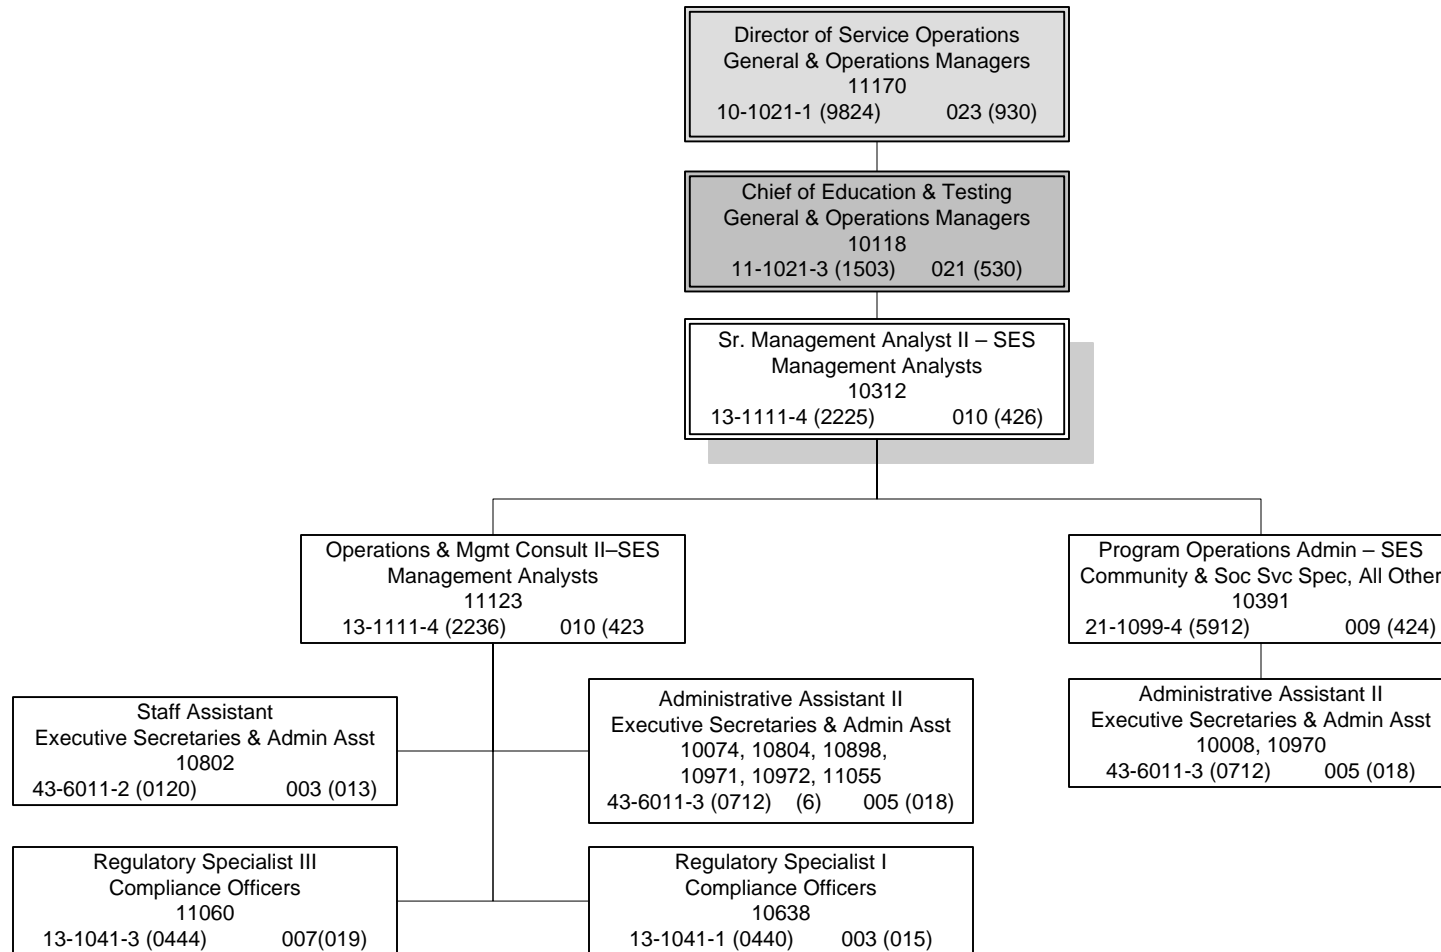 Director of Service Operations
General & Operations Managers
11170
10-1021-1 (9824) 023 (930)
Chief of Education & Testing
General & Operations Managers
10118
11-1021-3 (1503) 021 (530)
Sr. Management Analyst II – SES
Management Analysts
10312
13-1111-4 (2225) 010 (426)
Operations & Mgmt Consult II–SES
Management Analysts
11123
13-1111-4 (2236) 010 (423
Program Operations Admin – SES
Community & Soc Svc Spec, All Other
10391
21-1099-4 (5912) 009 (424)
Staff Assistant
Executive Secretaries & Admin Asst
10802
43-6011-2 (0120) 003 (013)
Administrative Assistant II
Executive Secretaries & Admin Asst
10074, 10804, 10898,
10971, 10972, 11055
43-6011-3 (0712) (6) 005 (018)
Administrative Assistant II
Executive Secretaries & Admin Asst
10008, 10970
43-6011-3 (0712) 005 (018)
Regulatory Specialist III
Compliance Officers
11060
13-1041-3 (0444) 007(019)
Regulatory Specialist I
Compliance Officers
10638
13-1041-1 (0440) 003 (015)